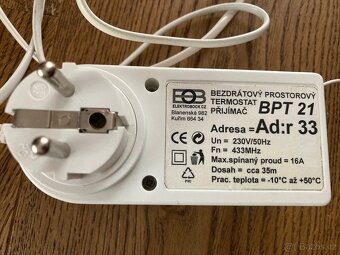 EOB
ELEKTROBOCK.CZ
Blanenská 982
Kuřim 664 34
BEZDRÁTOVÝ PROSTOROVÝ
TERMOSTAT
PŘIJÍMAČ
BPT 21
Adresa =Ad:r 33
Un = 230V/50Hz
Fn = 433MHz
Max.spínaný proud = 16A
Dosah = cca 35m
Prac. teplota = -10°C až +50°C